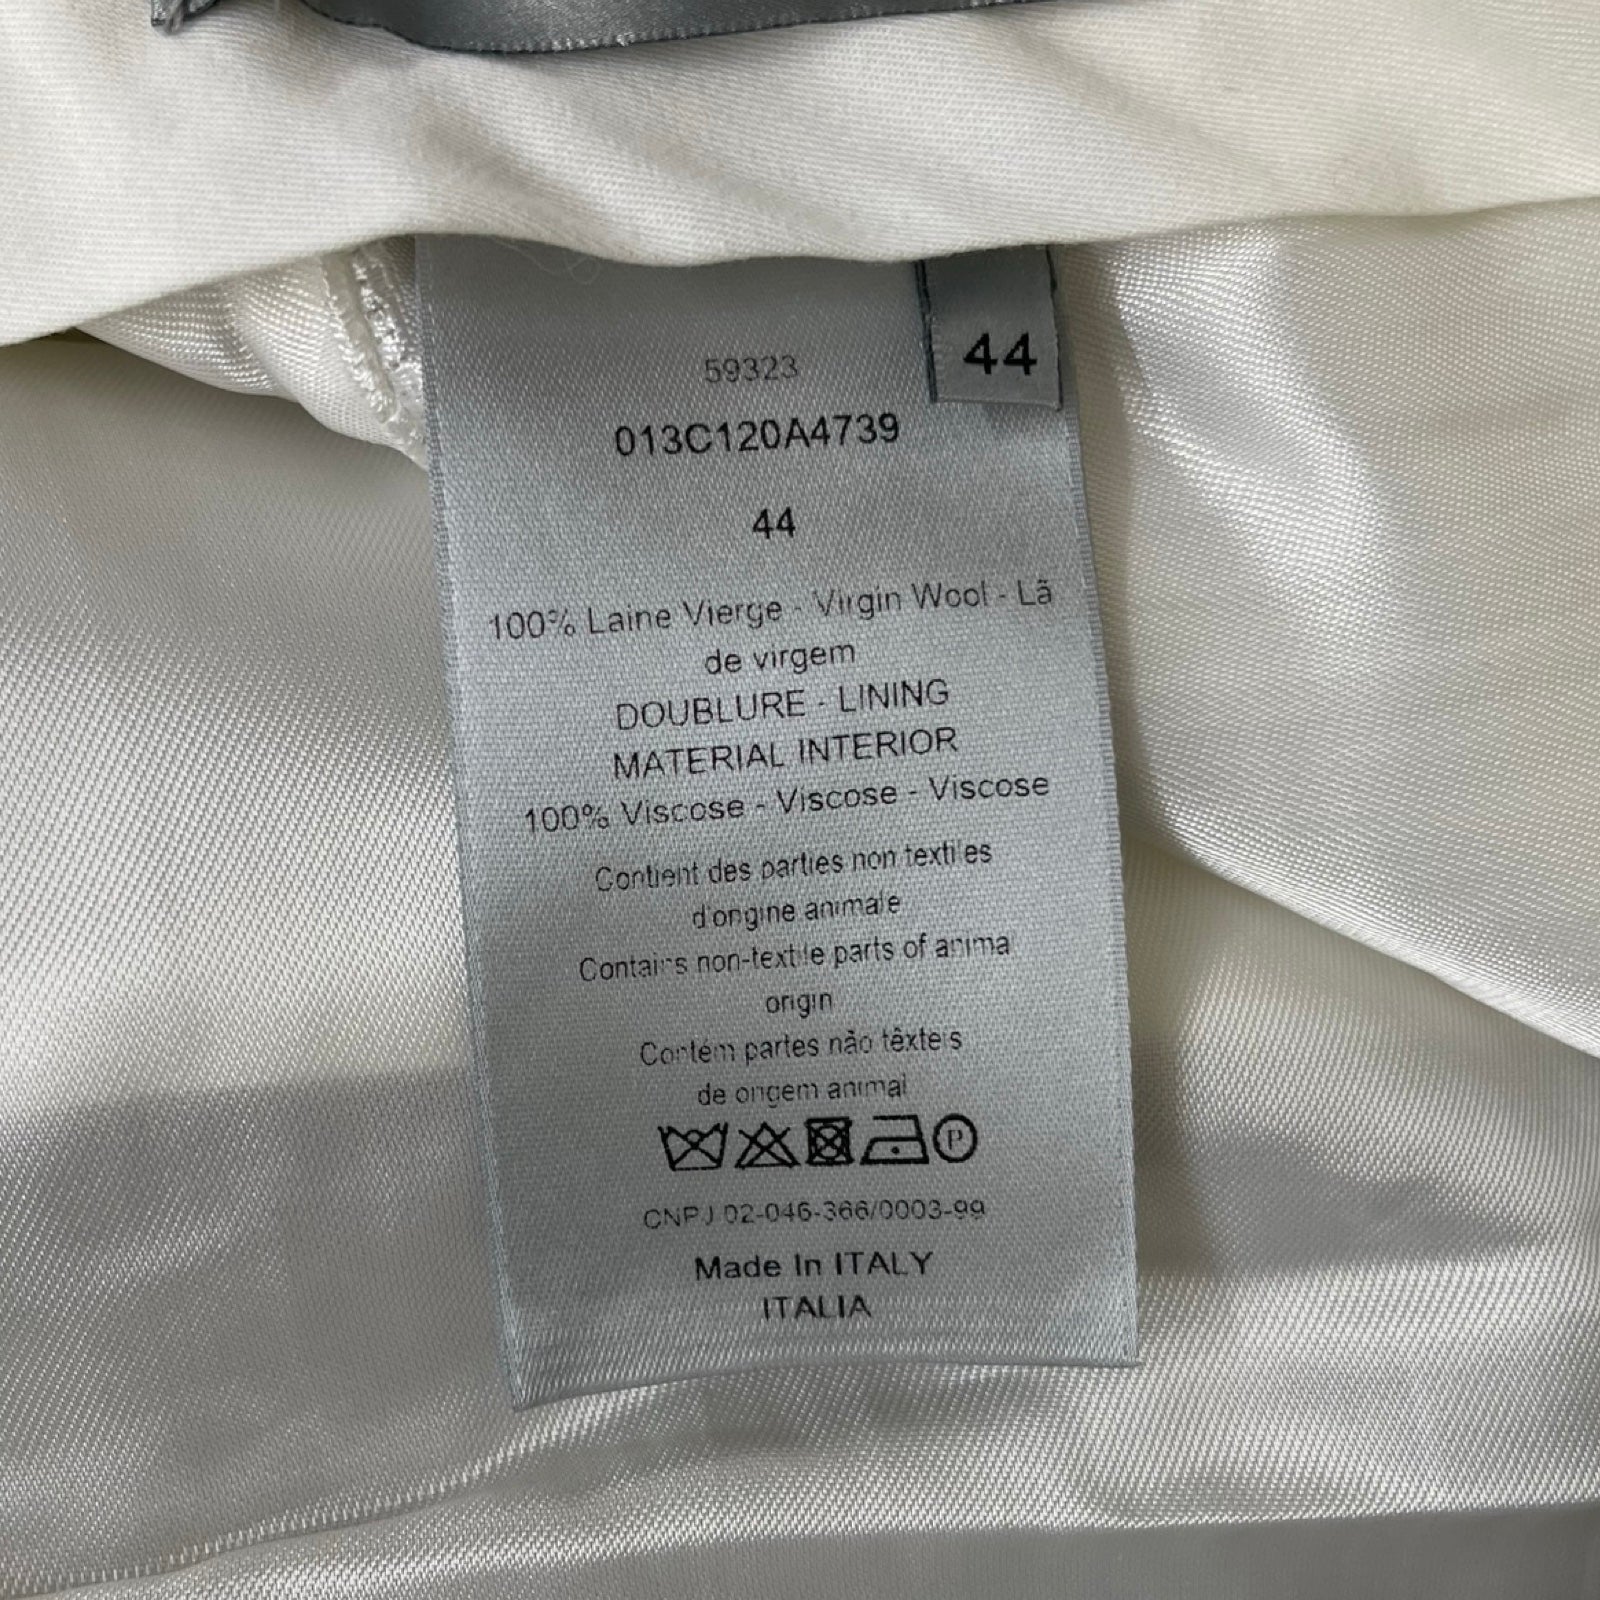 44
59323
013C120A4739
44
100% Laine Vierge - Virgin Wool - Lã
de virgem
DOUBLURE - LINING
MATERIAL INTERIOR
100% Viscose - Viscose - Viscose
Contient des parties non textiles
d'origine animale
Contains non-textile parts of animal
origin
Contém partes não têxteis
de origem animal
P
CNPJ 02-046-366/0003-99
Made In ITALY
ITALIA